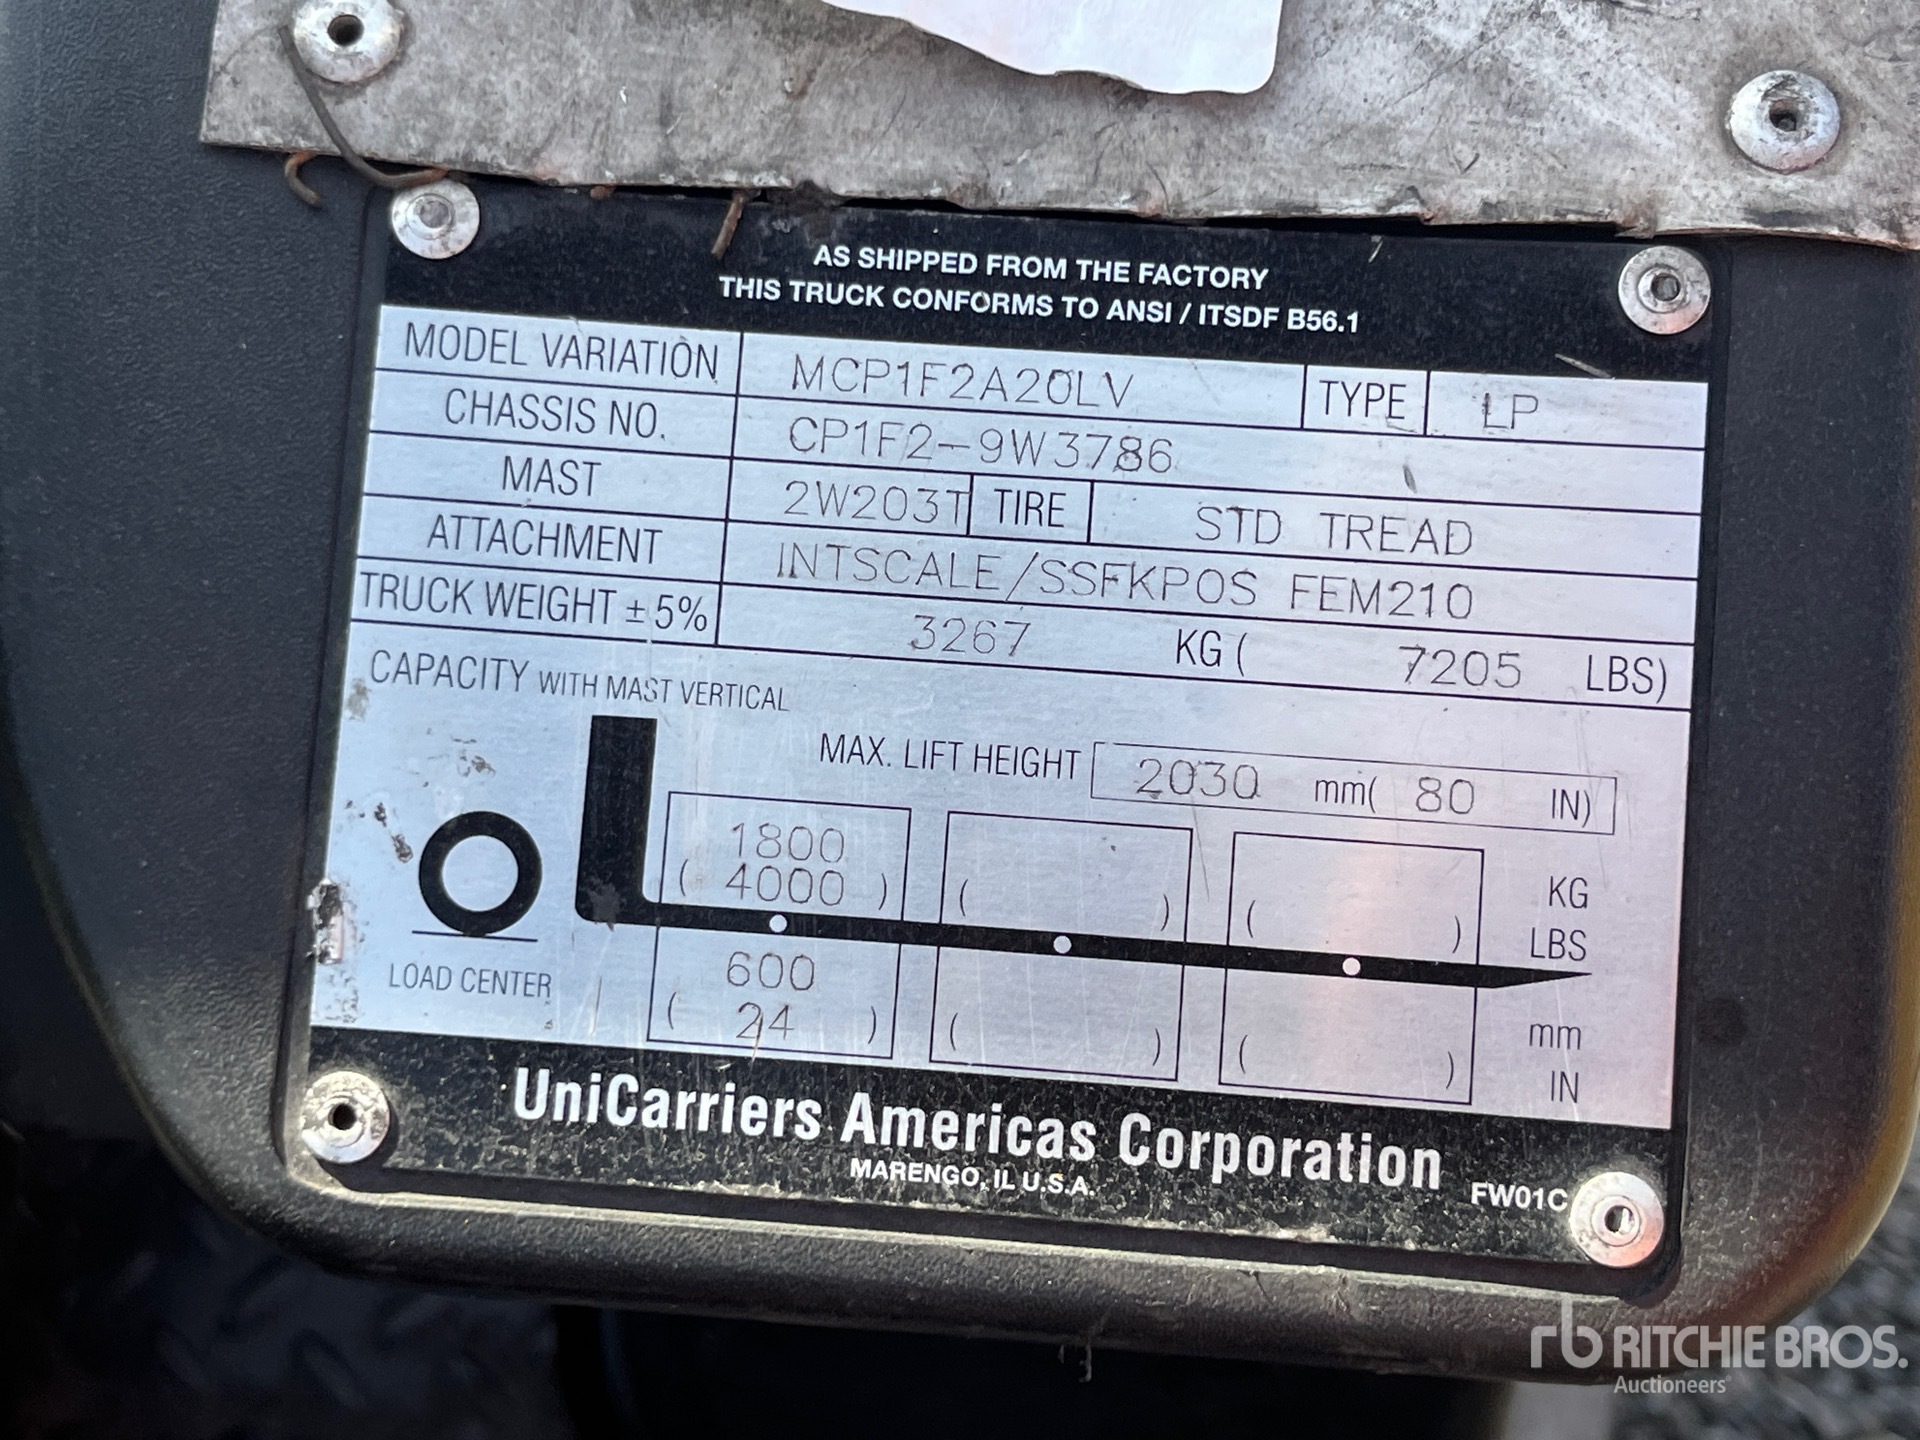 AS SHIPPED FROM THE FACTORY
THIS TRUCK CONFORMS TO ANSI / ITSDF B56.1
MODEL VARIATION MCP1F2A20LV TYPE LP
CHASSIS NO. CP1F2-9W3786
MAST 2W203T TIRE STD TREAD
ATTACHMENT INTSCALE/SSFKPOS FEM210
TRUCK WEIGHT ±5% 3267 KG ( 7205 LBS)
CAPACITY WITH MAST VERTICAL
MAX. LIFT HEIGHT 2030 mm( 80 IN)
1800 KG
( 4000 ) ( ) ( ) LBS
LOAD CENTER 600 mm
( 24 ) ( ) ( ) IN
UniCarriers Americas Corporation
MARENGO, IL U.S.A.
FW01C
rb RITCHIE BROS.
Auctioneers